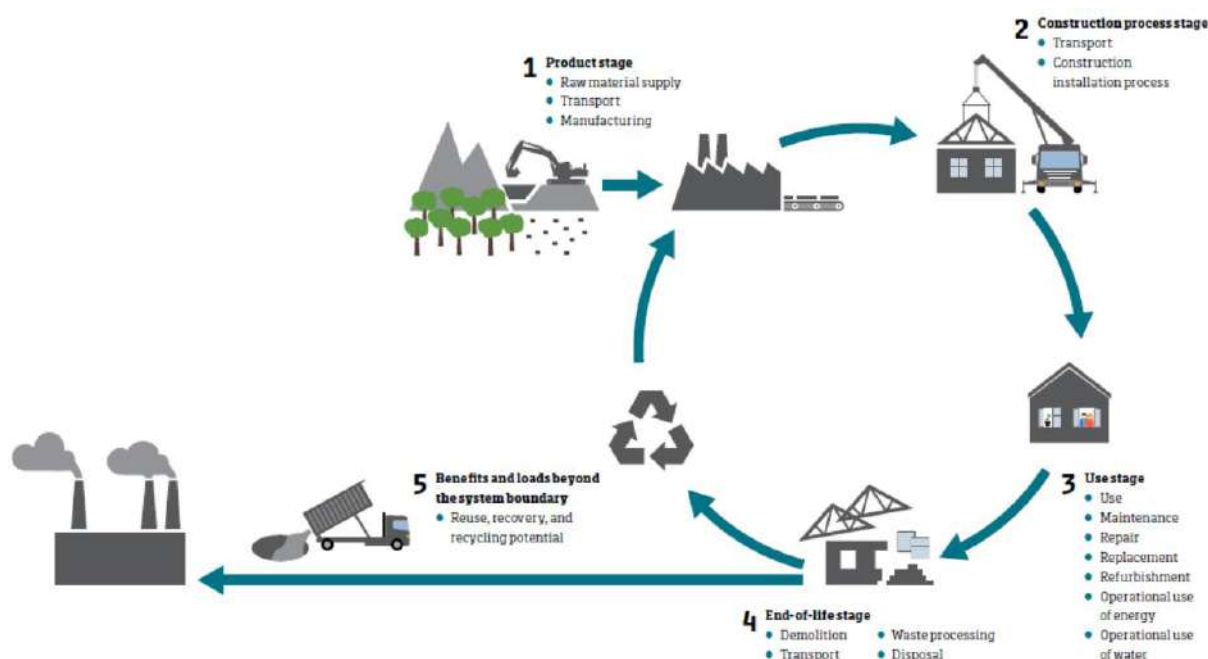 1 Product stage
Raw material supply
Transport
Manufacturing
2 Construction process stage
Transport
Construction
installation process
3 Use stage
Use
Maintenance
Repair
Replacement
Refurbishment
Operational use
of energy
Operational use
of water
4 End-of-life stage
Demolition
Transport
Waste processing
Disposal
5 Benefits and loads beyond
the system boundary
Reuse, recovery, and
recycling potential